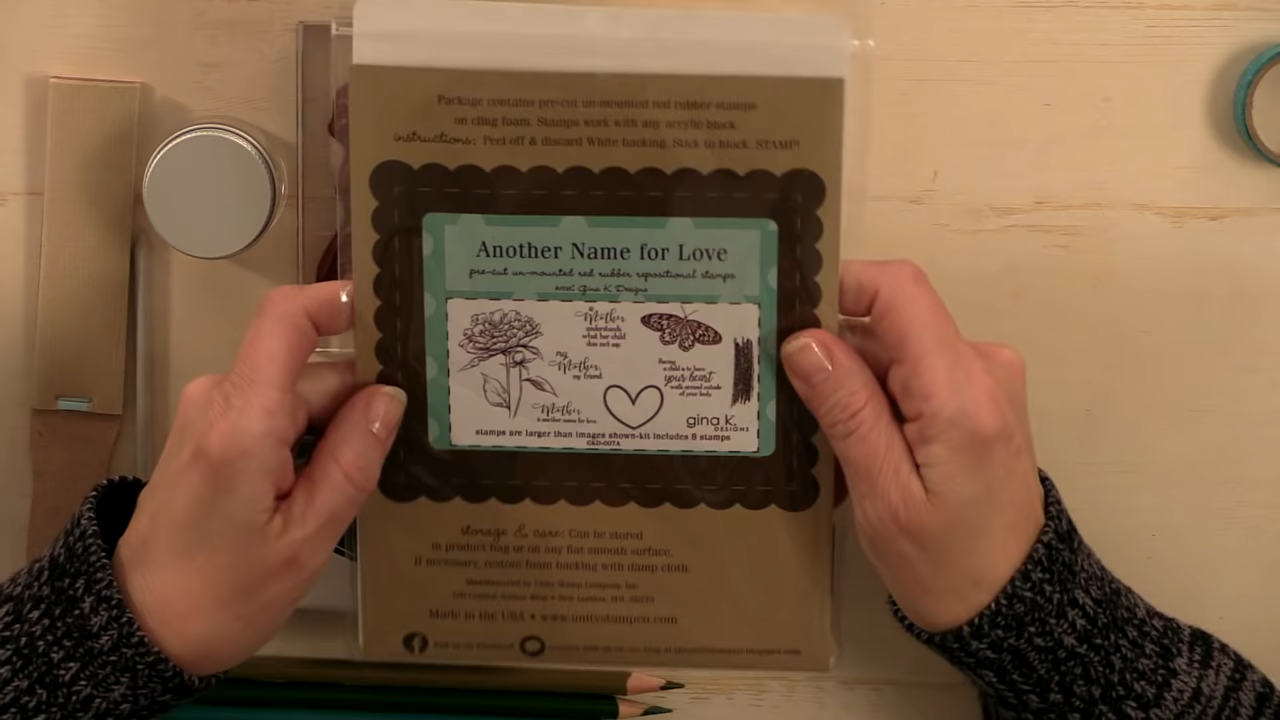 Package contains pre-cut un-mounted red rubber stamps
on cling foam. Stamps work with any acrylic block.
instructions: Peel off & discard White backing. Stick to block. STAMP!
Another Name for Love
pre-cut un-mounted red rubber repositional stamps
artist: Gina K Designs
a Mother
understands
what her child
does not say.
my
Mother
my friend
Mother
is another name for love
Having
a child is to have
your heart
walk around outside
of your body
gina k.
DESIGNS
stamps are larger than images shown-kit includes 8 stamps
GKD-007A
storage & care: Can be stored
in product bag or on any flat smooth surface.
If necessary, restore foam backing with damp cloth.
Manufactured by Unity Stamp Company, Inc.
Made in the USA • www.unitystampco.com